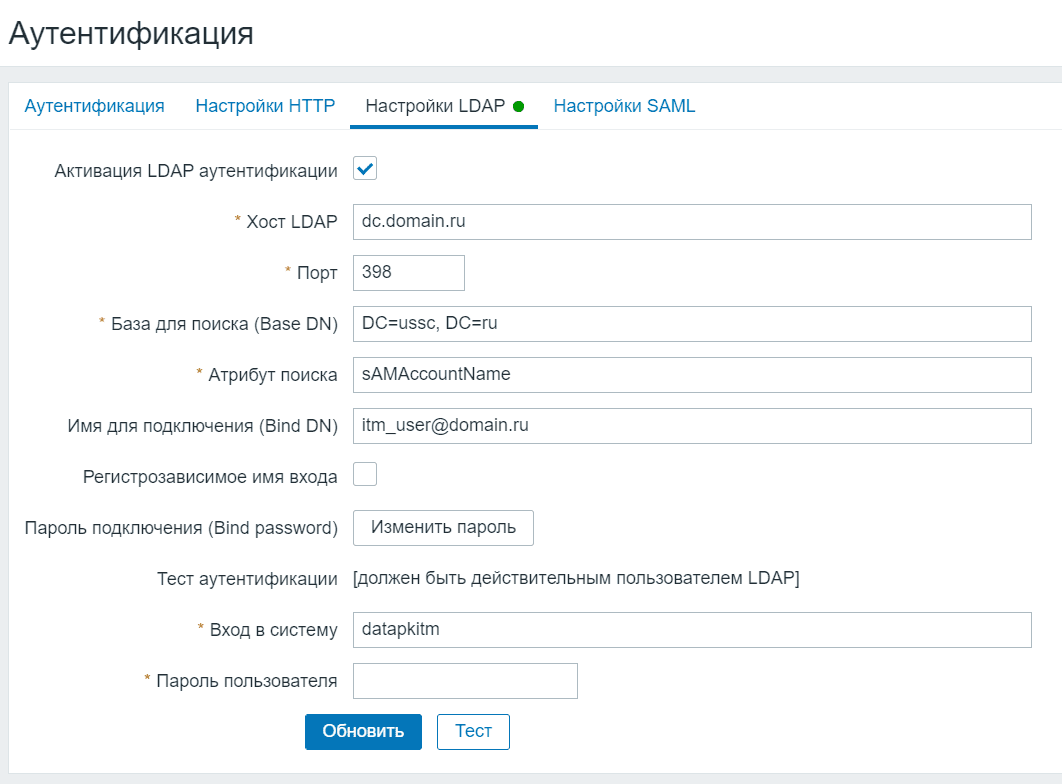 Аутентификация
Аутентификация Настройки HTTP Настройки LDAP Настройки SAML
Активация LDAP аутентификации
* Хост LDAP dc.domain.ru
* Порт 398
* База для поиска (Base DN) DC=ussc, DC=ru
* Атрибут поиска sAMAccountName
Имя для подключения (Bind DN) itm_user@domain.ru
Регистрозависимое имя входа
Пароль подключения (Bind password) Изменить пароль
Тест аутентификации [должен быть действительным пользователем LDAP]
* Вход в систему datapkitm
* Пароль пользователя
Обновить Тест